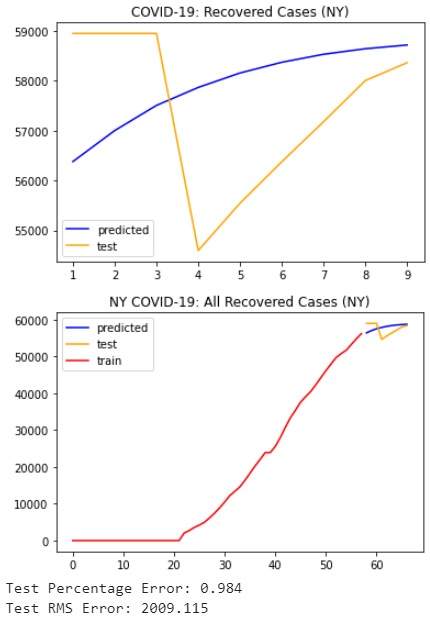 COVID-19: Recovered Cases (NY)
59000
58000
57000
56000
55000
predicted
test
1 2 3 4 5 6 7 8 9
NY COVID-19: All Recovered Cases (NY)
60000
predicted
test
train
50000
40000
30000
20000
10000
0
0 10 20 30 40 50 60
Test Percentage Error: 0.984
Test RMS Error: 2009.115